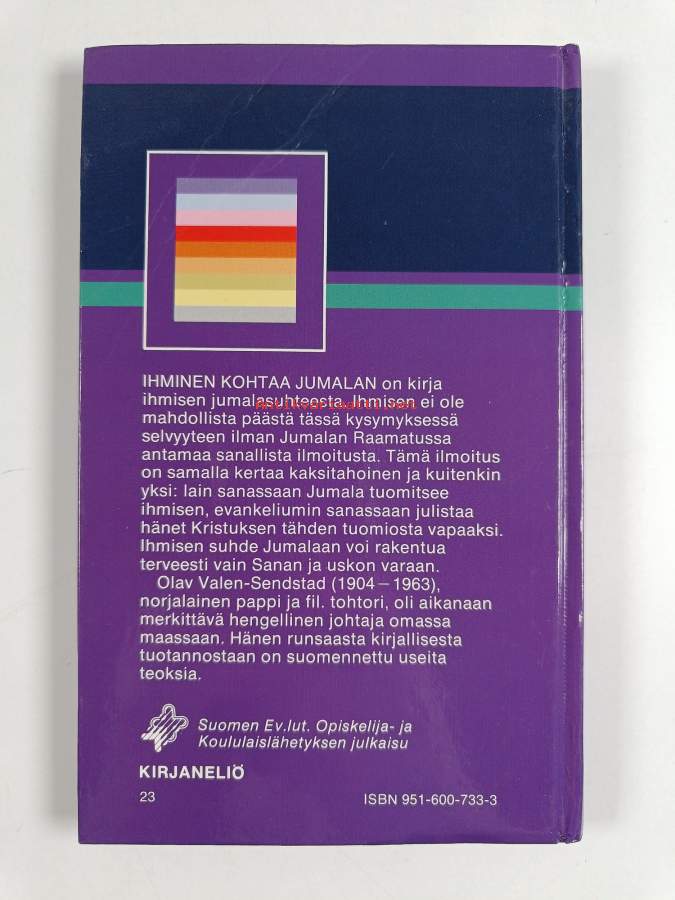 IHMINEN KOHTAA JUMALAN on kirja
ihmisen jumalasuhteesta. Ihmisen ei ole
antikvariaatti.net
mahdollista päästä tässä kysymyksessä
selvyyteen ilman Jumalan Raamatussa
antamaa sanallista ilmoitusta. Tämä ilmoitus
on samalla kertaa kaksitahoinen ja kuitenkin
yksi: lain sanassaan Jumala tuomitsee
ihmisen, evankeliumin sanassaan julistaa
hänet Kristuksen tähden tuomiosta vapaaksi.
Ihmisen suhde Jumalaan voi rakentua
terveesti vain Sanan ja uskon varaan.
Olav Valen-Sendstad (1904–1963),
norjalainen pappi ja fil. tohtori, oli aikanaan
merkittävä hengellinen johtaja omassa
maassaan. Hänen runsaasta kirjallisesta
tuotannostaan on suomennettu useita
teoksia.
Suomen Ev.lut. Opiskelija- ja
Koululaislähetyksen julkaisu
KIRJANELIÖ
23
ISBN 951-600-733-3